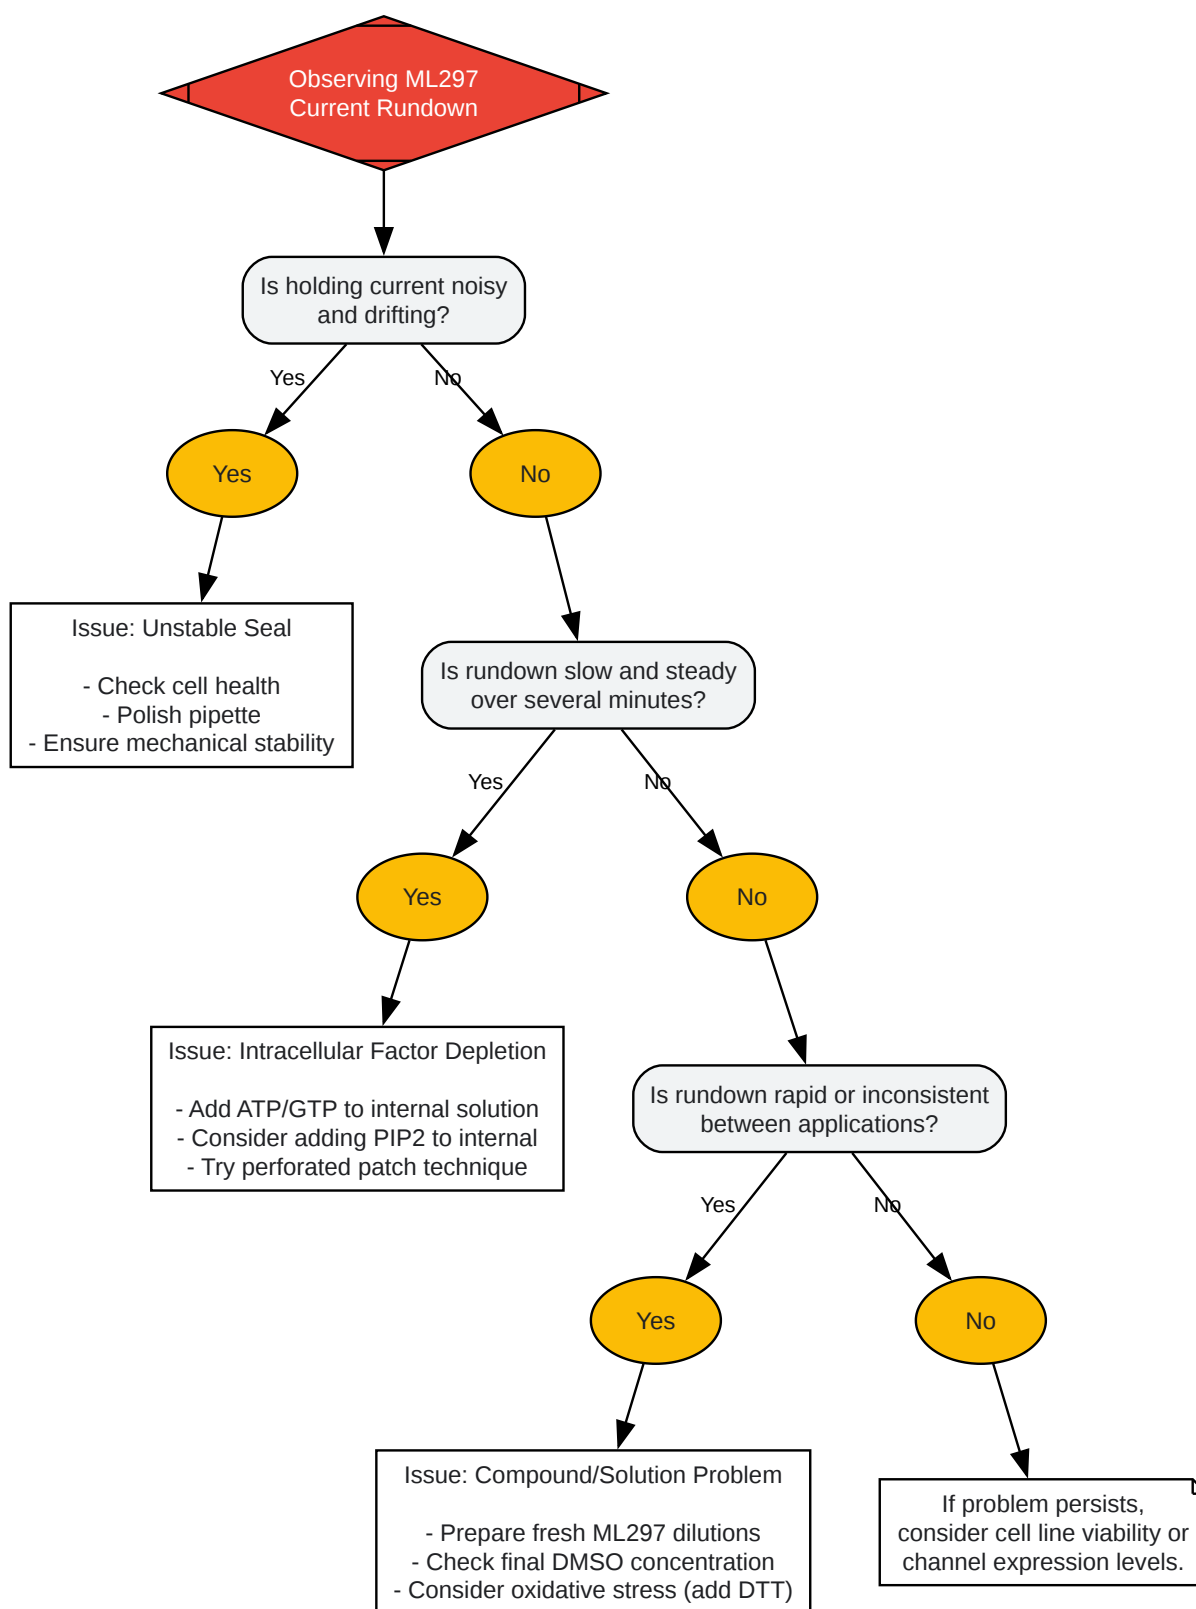 Observing ML297
Current Rundown
Is holding current noisy
and drifting?
Yes
No
Yes
No
Issue: Unstable Seal
- Check cell health
- Polish pipette
- Ensure mechanical stability
Is rundown slow and steady
over several minutes?
Yes
No
Yes
No
Issue: Intracellular Factor Depletion
- Add ATP/GTP to internal solution
- Consider adding PIP2 to internal
- Try perforated patch technique
Is rundown rapid or inconsistent
between applications?
Yes
No
Yes
No
Issue: Compound/Solution Problem
- Prepare fresh ML297 dilutions
- Check final DMSO concentration
- Consider oxidative stress (add DTT)
If problem persists,
consider cell line viability or
channel expression levels.